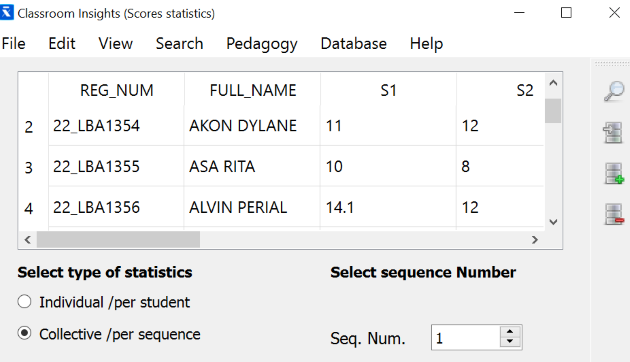 Classroom Insights (Scores statistics)
File Edit View Search Pedagogy Database Help
REG_NUM FULL_NAME S1 S2
2 22_LBA1354 AKON DYLANE 11 12
3 22_LBA1355 ASA RITA 10 8
4 22_LBA1356 ALVIN PERIAL 14.1 12
Select type of statistics Select sequence Number
Individual /per student
Collective /per sequence Seq. Num. 1